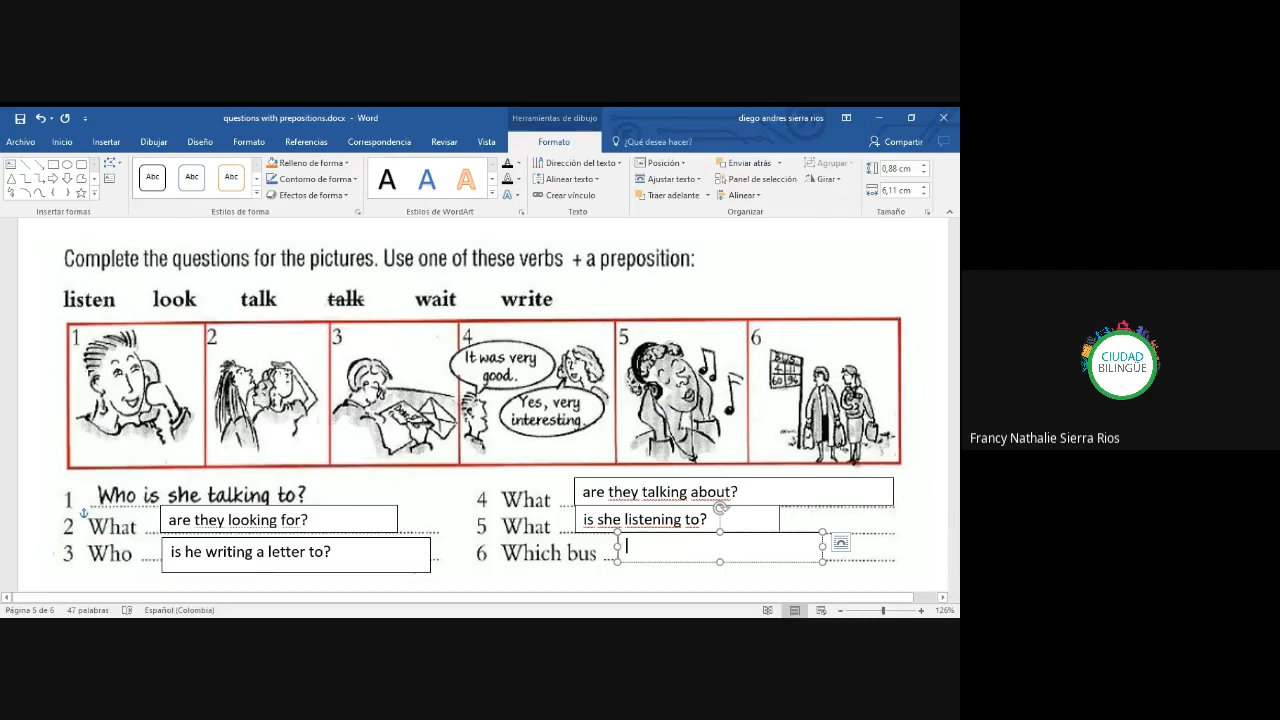 questions with prepositions.docx - Word
Herramientas de dibujo
diego andres sierra rios
Archivo Inicio Insertar Dibujar Diseño Formato Referencias Correspondencia Revisar Vista Formato ¿Qué desea hacer? Compartir
Abc Abc Abc
Relleno de forma
Contorno de forma
Efectos de forma
A A A
Dirección del texto
Alinear texto
Crear vínculo
Posición
Ajustar texto
Traer adelante
Enviar atrás
Panel de selección
Alinear
Agrupar
Girar
0,88 cm
6,11 cm
Insertar formas Estilos de forma Estilos de WordArt Texto Organizar Tamaño
Complete the questions for the pictures. Use one of these verbs + a preposition:
listen look talk talk wait write
1 2 3 4 5 6
It was very
good.
Yes, very
interesting.
BUS
1 Who is she talking to?
2 What are they looking for?
3 Who is he writing a letter to?
4 What are they talking about?
5 What is she listening to?
6 Which bus
Página 5 de 6 47 palabras Español (Colombia) 126%
CIUDAD
BILINGÜE
Francy Nathalie Sierra Rios